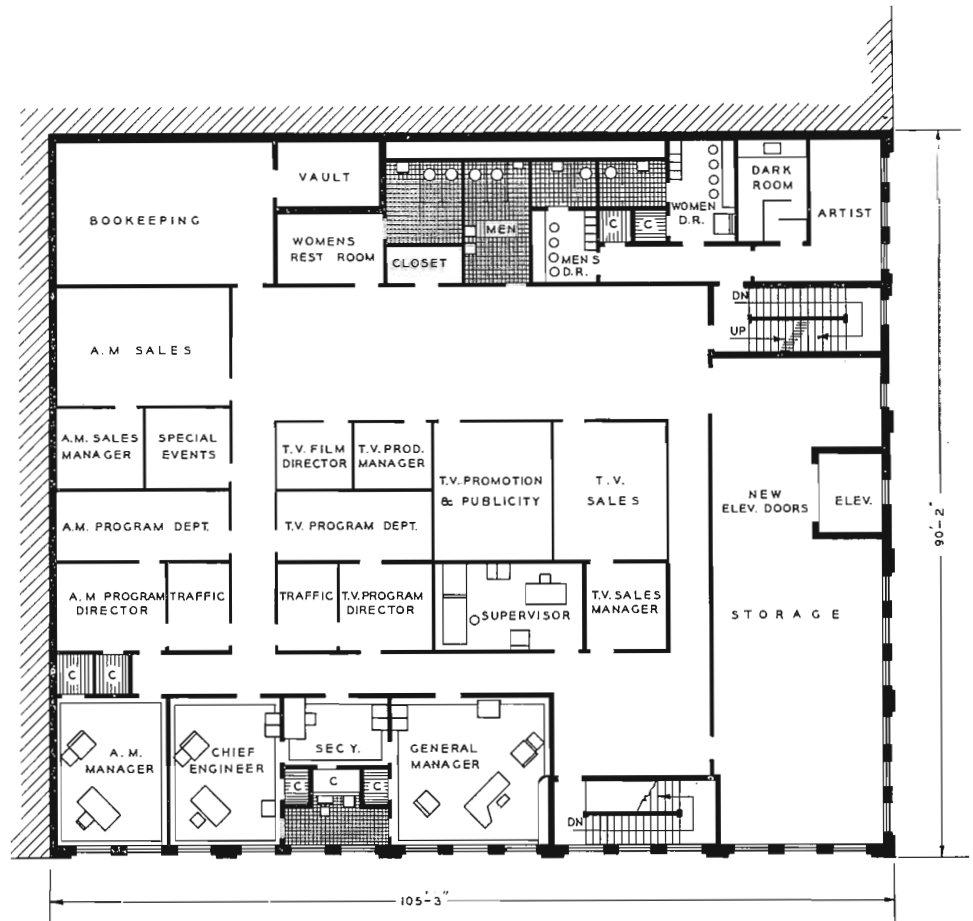 VAULT
BOOKEEPING
WOMENS
REST ROOM
CLOSET
MEN
MEN'S
D.R.
C
C
WOMEN
D.R.
DARK
ROOM
ARTIST
DN
UP
A.M SALES
A.M. SALES
MANAGER
SPECIAL
EVENTS
T.V. FILM
DIRECTOR
T.V. PROD.
MANAGER
T.V. PROMOTION
& PUBLICITY
T.V.
SALES
NEW
ELEV. DOORS
ELEV.
90'-2"
A.M. PROGRAM DEPT.
T.V. PROGRAM DEPT.
A.M PROGRAM
DIRECTOR
TRAFFIC
TRAFFIC
T.V. PROGRAM
DIRECTOR
SUPERVISOR
T.V. SALES
MANAGER
STORAGE
C
C
A.M.
MANAGER
CHIEF
ENGINEER
SECY.
GENERAL
MANAGER
C
C
C
DN
105'-3"